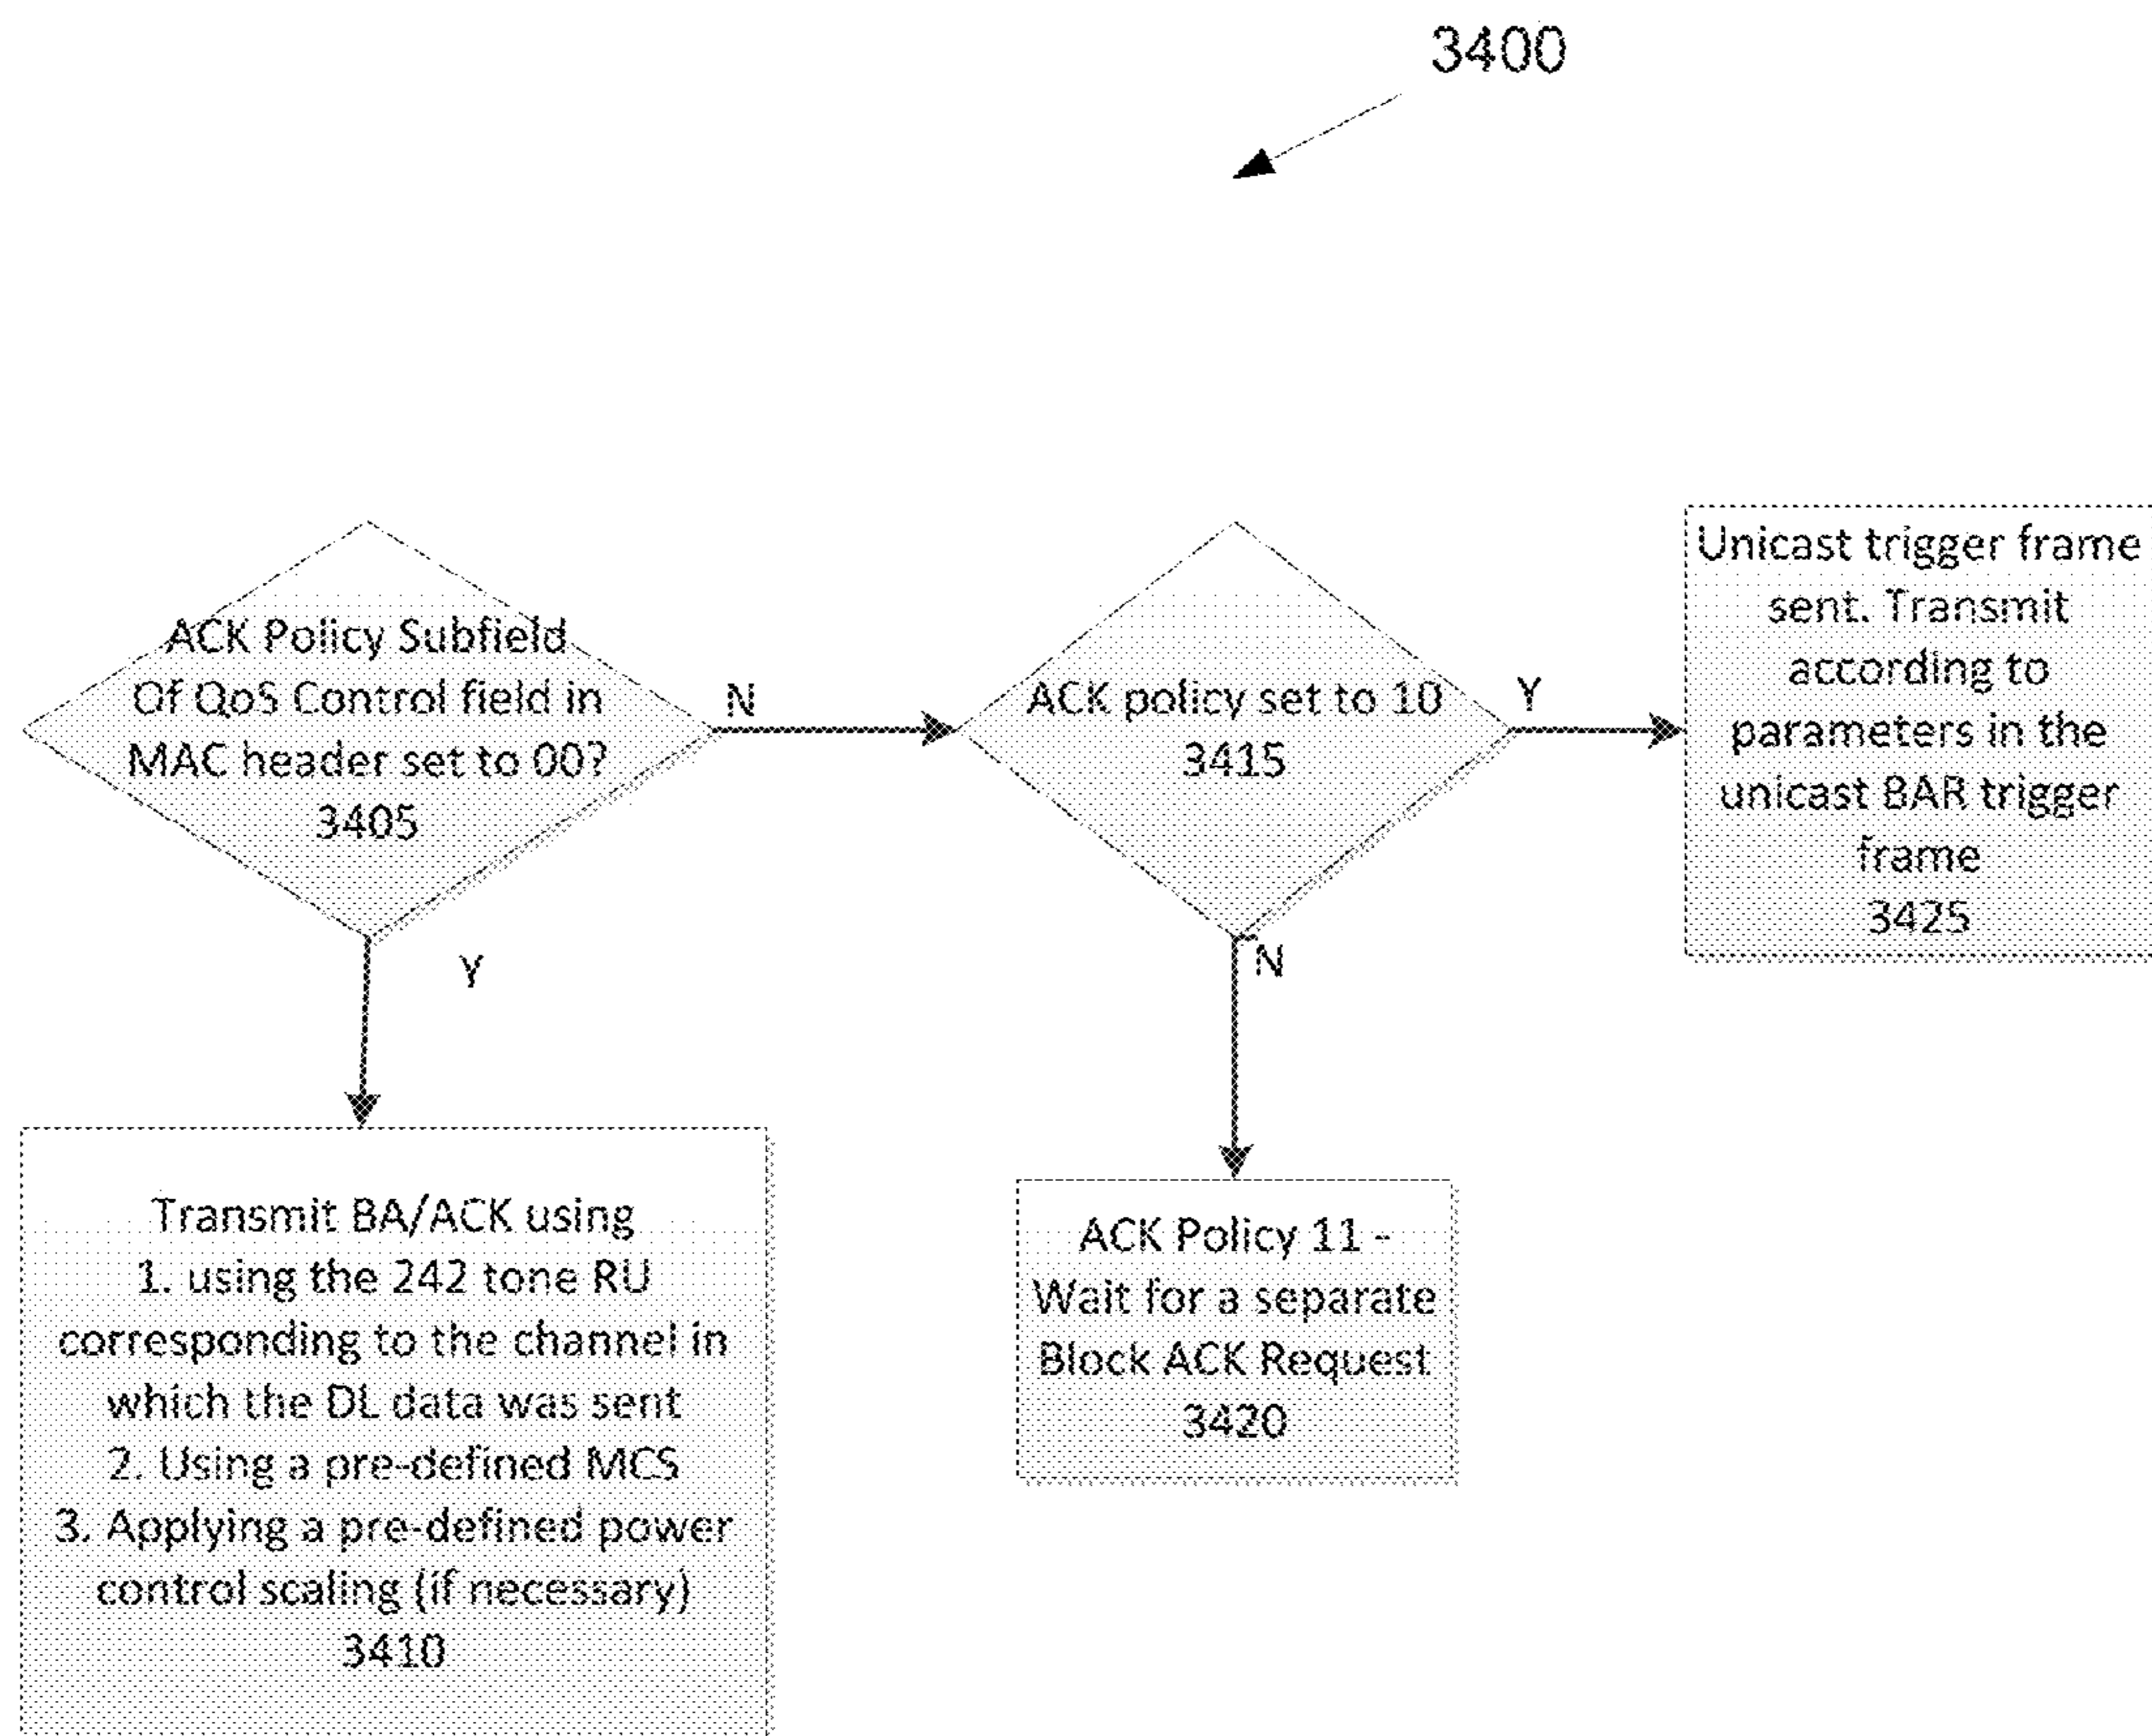 3400
ACK Policy Subfield
Of QoS Control field in
MAC header set to 00?
3405
N
Y
ACK policy set to 10
3415
Y
N
Unicast trigger frame
sent. Transmit
according to
parameters in the
unicast BAR trigger
frame
3425
Transmit BA/ACK using
1. using the 242 tone RU
corresponding to the channel in
which the DL data was sent
2. Using a pre-defined MCS
3. Applying a pre-defined power
control scaling (if necessary)
3410
ACK Policy 11 -
Wait for a separate
Block ACK Request
3420